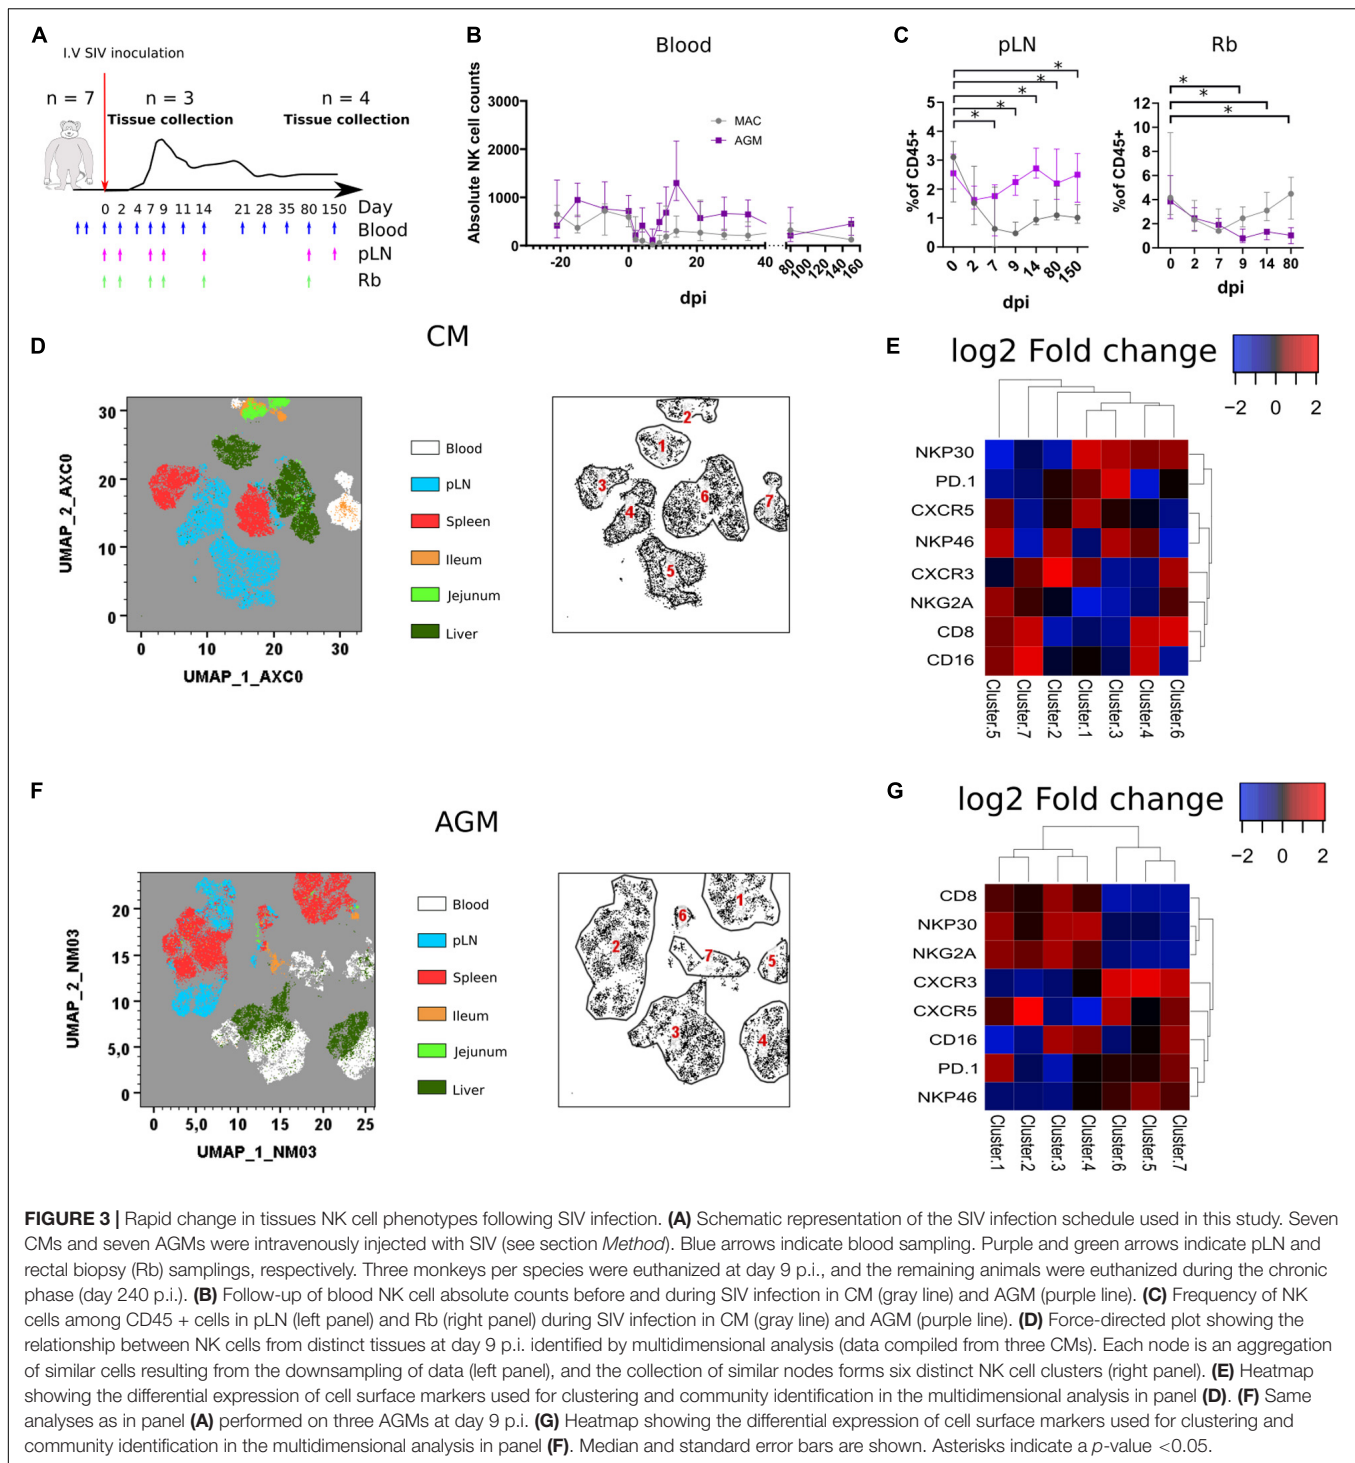 A
I.V SIV inoculation
n = 7
n = 3
n = 4
Tissue collection
Tissue collection
0 2 4 7 9 11 14 21 28 35 80 150 Day
Blood
pLN
Rb
B
Blood
Absolute NK cell counts
3000
2000
1000
0
-20 0 20 40 80 100 120 140 160
dpi
MAC
AGM
C
pLN
%of CD45+
5
4
3
2
1
0
0 2 7 9 14 80 150
dpi
* * * * *
Rb
%of CD45+
12
10
8
6
4
2
0
0 2 7 9 14 80
dpi
* * *
D
CM
UMAP_2_AXC0
30
20
10
0
0 10 20 30
UMAP_1_AXC0
Blood
pLN
Spleen
Ileum
Jejunum
Liver
2
1
3
6
7
4
5
E
log2 Fold change
−2 0 2
NKP30
PD.1
CXCR5
NKP46
CXCR3
NKG2A
CD8
CD16
Cluster.5
Cluster.7
Cluster.2
Cluster.1
Cluster.3
Cluster.4
Cluster.6
F
AGM
UMAP_2_NM03
20
15
10
5,0
0
0 5,0 10 15 20 25
UMAP_1_NM03
Blood
pLN
Spleen
Ileum
Jejunum
Liver
1
6
2
7
5
3
4
G
log2 Fold change
−2 0 2
CD8
NKP30
NKG2A
CXCR3
CXCR5
CD16
PD.1
NKP46
Cluster.1
Cluster.2
Cluster.3
Cluster.4
Cluster.6
Cluster.5
Cluster.7
FIGURE 3 | Rapid change in tissues NK cell phenotypes following SIV infection. (A) Schematic representation of the SIV infection schedule used in this study. Seven
CMs and seven AGMs were intravenously injected with SIV (see section Method). Blue arrows indicate blood sampling. Purple and green arrows indicate pLN and
rectal biopsy (Rb) samplings, respectively. Three monkeys per species were euthanized at day 9 p.i., and the remaining animals were euthanized during the chronic
phase (day 240 p.i.). (B) Follow-up of blood NK cell absolute counts before and during SIV infection in CM (gray line) and AGM (purple line). (C) Frequency of NK
cells among CD45 + cells in pLN (left panel) and Rb (right panel) during SIV infection in CM (gray line) and AGM (purple line). (D) Force-directed plot showing the
relationship between NK cells from distinct tissues at day 9 p.i. identified by multidimensional analysis (data compiled from three CMs). Each node is an aggregation
of similar cells resulting from the downsampling of data (left panel), and the collection of similar nodes forms six distinct NK cell clusters (right panel). (E) Heatmap
showing the differential expression of cell surface markers used for clustering and community identification in the multidimensional analysis in panel (D). (F) Same
analyses as in panel (A) performed on three AGMs at day 9 p.i. (G) Heatmap showing the differential expression of cell surface markers used for clustering and
community identification in the multidimensional analysis in panel (F). Median and standard error bars are shown. Asterisks indicate a p-value <0.05.